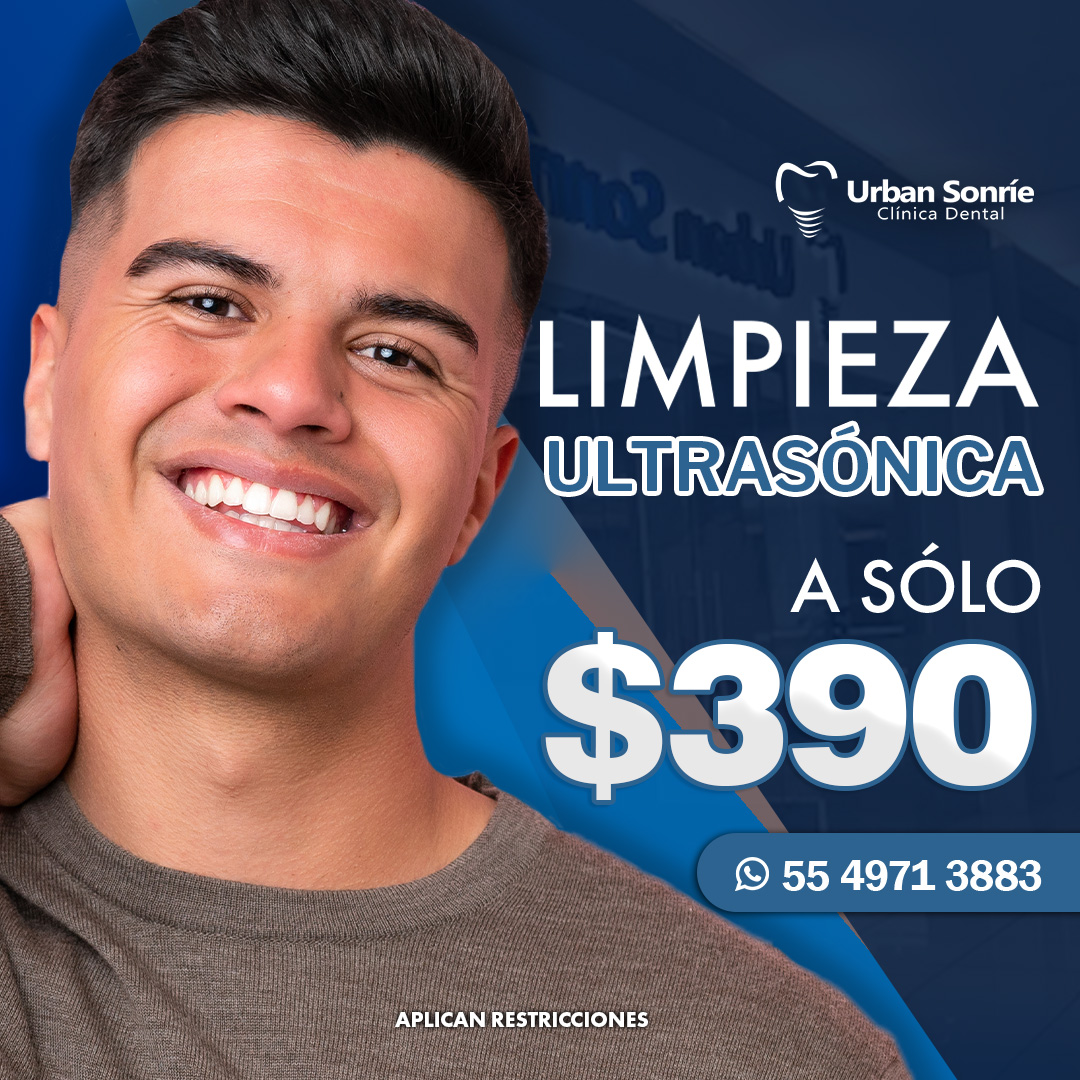 Urban Sonríe
Clínica Dental
LIMPIEZA
ULTRASÓNICA
A SÓLO
$390
55 4971 3883
APLICAN RESTRICCIONES